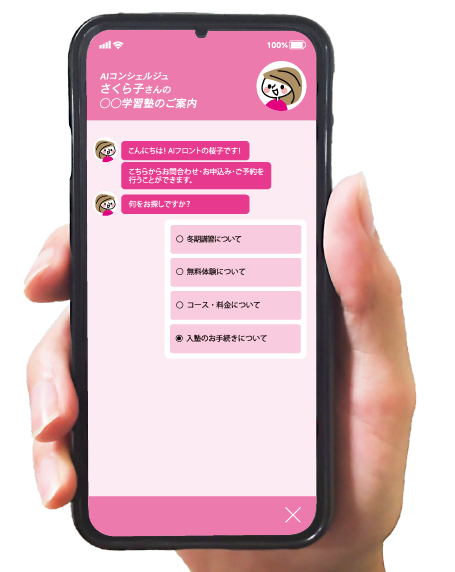 100%
AIコンシェルジュ
さくら子さんの
〇〇学習塾のご案内
こんにちは！AIフロントの桜子です！
こちらからお問合わせ・お申込み・ご予約を
行うことができます。
何をお探しですか？
冬期講習について
無料体験について
コース・料金について
入塾のお手続きについて